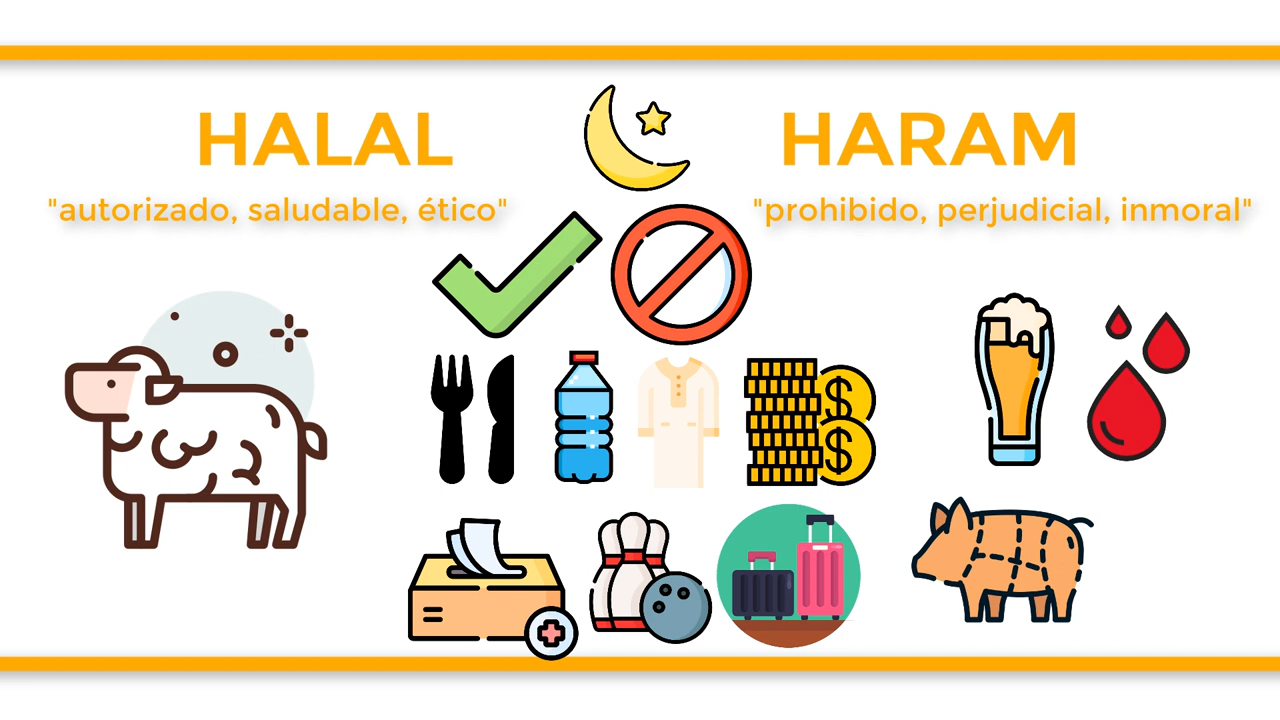 HALAL
"autorizado, saludable, ético"
HARAM
"prohibido, perjudicial, inmoral"
$
$